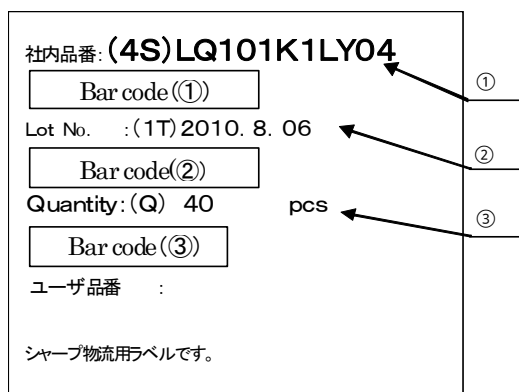 社内品番:(4S)LQ101K1LY04
Bar code(①)
①
Lot No. :(1T)2010. 8. 06
②
Bar code(②)
Quantity:(Q) 40 pcs
③
Bar code(③)
ユーザ品番 :
シャープ物流用ラベルです。